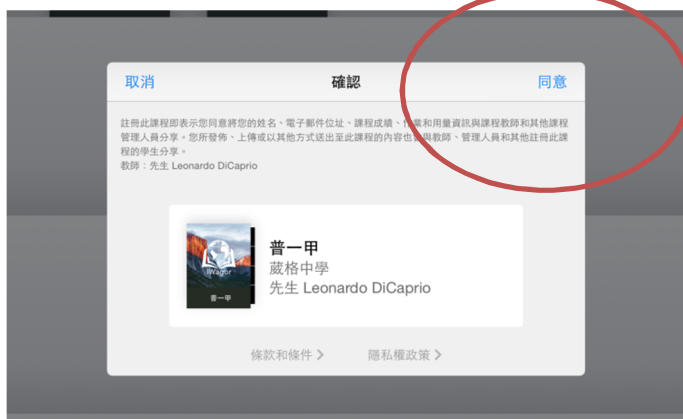 取消 確認 同意
註冊此課程即表示您同意將您的姓名、電子郵件位址、課程成績、作業和用量資訊與課程教師和其他課程
管理人員分享。您所發佈、上傳或以其他方式送出至此課程的內容也會與教師、管理人員和其他註冊此課
程的學生分享。
教師：先生 Leonardo DiCaprio
iWagor
普一甲
普一甲
葳格中學
先生 Leonardo DiCaprio
條款和條件 > 隱私權政策 >